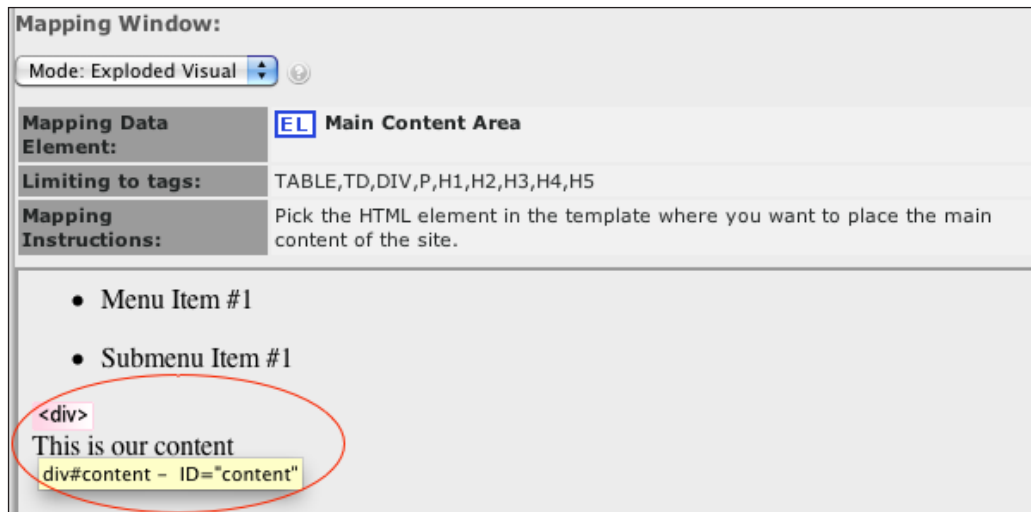 Mapping Window:
Mode: Exploded Visual
Mapping Data Element:
EL Main Content Area
Limiting to tags:
TABLE,TD,DIV,P,H1,H2,H3,H4,H5
Mapping Instructions:
Pick the HTML element in the template where you want to place the main
content of the site.
• Menu Item #1
• Submenu Item #1
<div>
This is our content
div#content - ID="content"